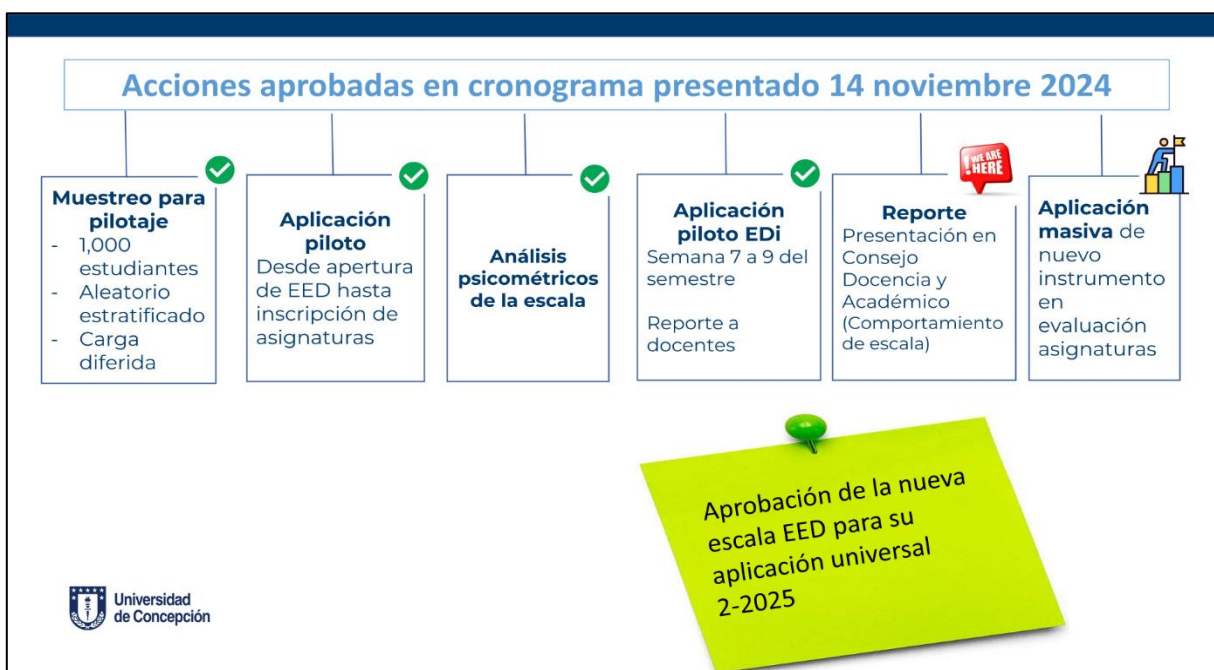 Acciones aprobadas en cronograma presentado 14 noviembre 2024
Muestreo para
pilotaje
- 1,000
estudiantes
- Aleatorio
estratificado
- Carga
diferida
Aplicación
piloto
Desde apertura
de EED hasta
inscripción de
asignaturas
Análisis
psicométricos
de la escala
Aplicación
piloto EDi
Semana 7 a 9 del
semestre
Reporte a
docentes
WE ARE
HERE
Reporte
Presentación en
Consejo
Docencia y
Académico
(Comportamiento
de escala)
Aplicación
masiva de
nuevo
instrumento
en
evaluación
asignaturas
Aprobación de la nueva
escala EED para su
aplicación universal
2-2025
Universidad
de Concepción